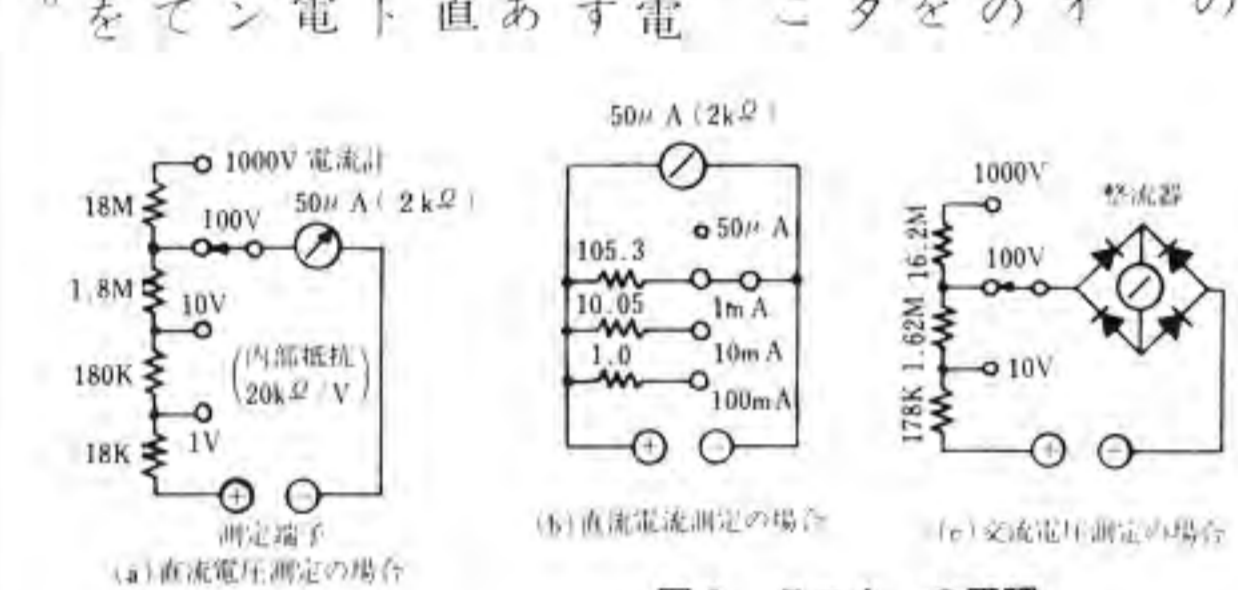 をてン電ト直あす電 こタをのイ の
1000V 電流計
18M
100V
50μA(2kΩ)
1.8M
10V
180K
(内部抵抗
20kΩ/V)
1V
18K
+ −
測定端子
(a)直流電圧測定の場合
50μA(2kΩ)
50μA
105.3
1mA
10.05
10mA
1.0
100mA
+ −
(b)直流電流測定の場合
1000V
整流器
16.2M
100V
1.62M
10V
178K
+ −
(c)交流電圧測定の場合